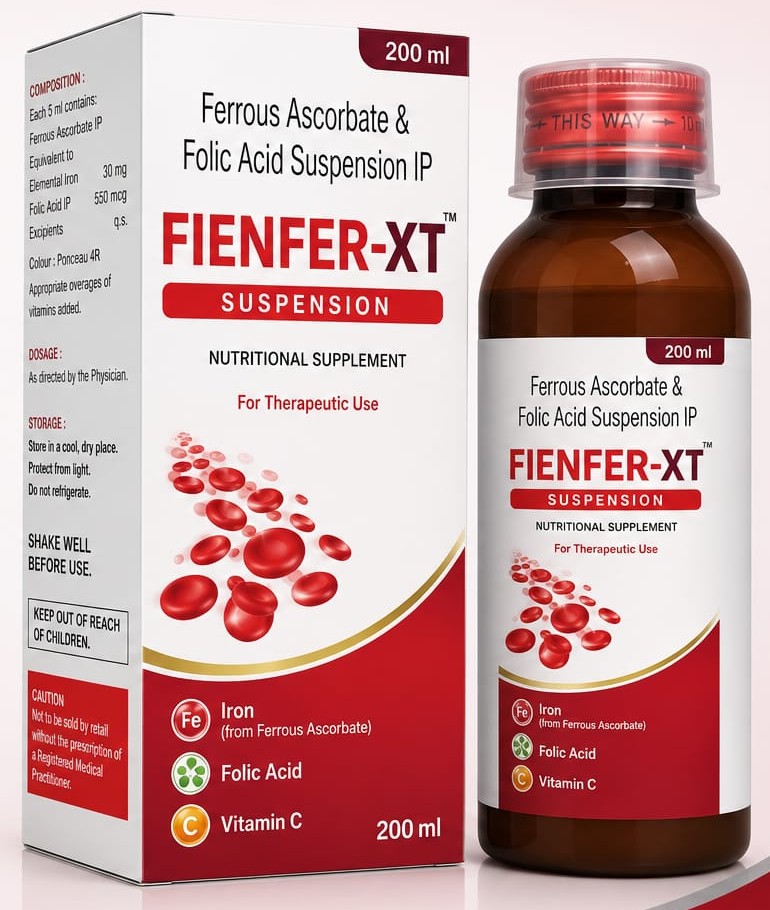 COMPOSITION :
Each 5 ml contains:
Ferrous Ascorbate IP
Equivalent to
Elemental Iron 30 mg
Folic Acid IP 550 mcg
Excipients q.s.
Colour : Ponceau 4R
Appropriate overages of
vitamins added.
DOSAGE :
As directed by the Physician.
STORAGE :
Store in a cool, dry place.
Protect from light.
Do not refrigerate.
SHAKE WELL
BEFORE USE.
KEEP OUT OF REACH
OF CHILDREN.
CAUTION
Not to be sold by retail
without the prescription of
a Registered Medical
Practitioner.
200 ml
Ferrous Ascorbate &
Folic Acid Suspension IP
FIENFER-XT™
SUSPENSION
NUTRITIONAL SUPPLEMENT
For Therapeutic Use
Fe Iron
(from Ferrous Ascorbate)
Folic Acid
C Vitamin C
200 ml
THIS WAY 10 ml
200 ml
Ferrous Ascorbate &
Folic Acid Suspension IP
FIENFER-XT™
SUSPENSION
NUTRITIONAL SUPPLEMENT
For Therapeutic Use
Fe Iron
(from Ferrous Ascorbate)
Folic Acid
C Vitamin C